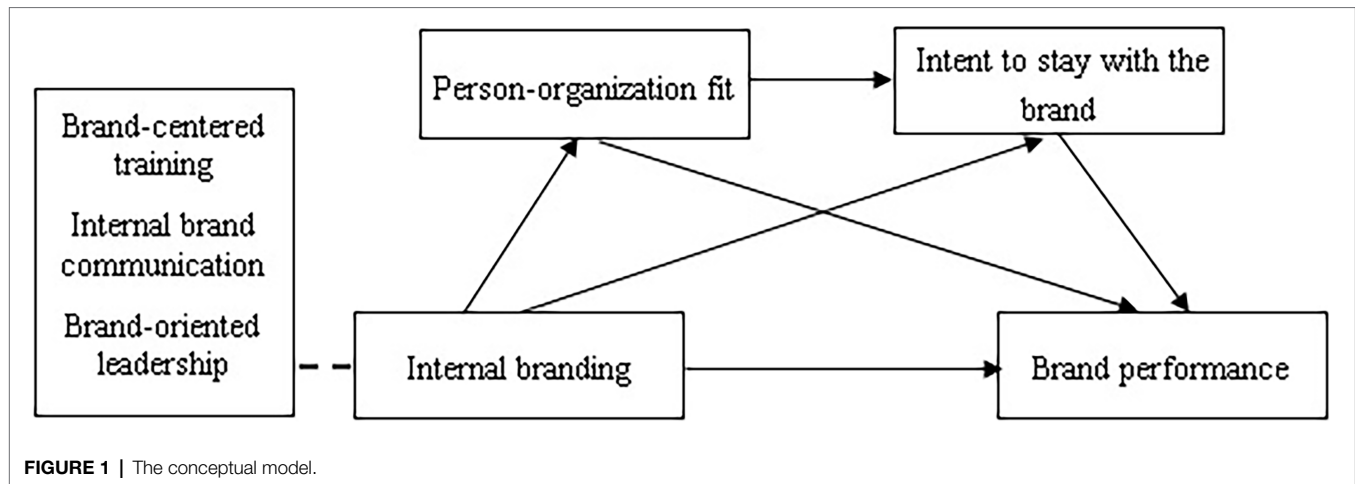 Brand-centered
training
Internal brand
communication
Brand-oriented
leadership
Person-organization fit
Intent to stay with the
brand
Internal branding
Brand performance
FIGURE 1 | The conceptual model.